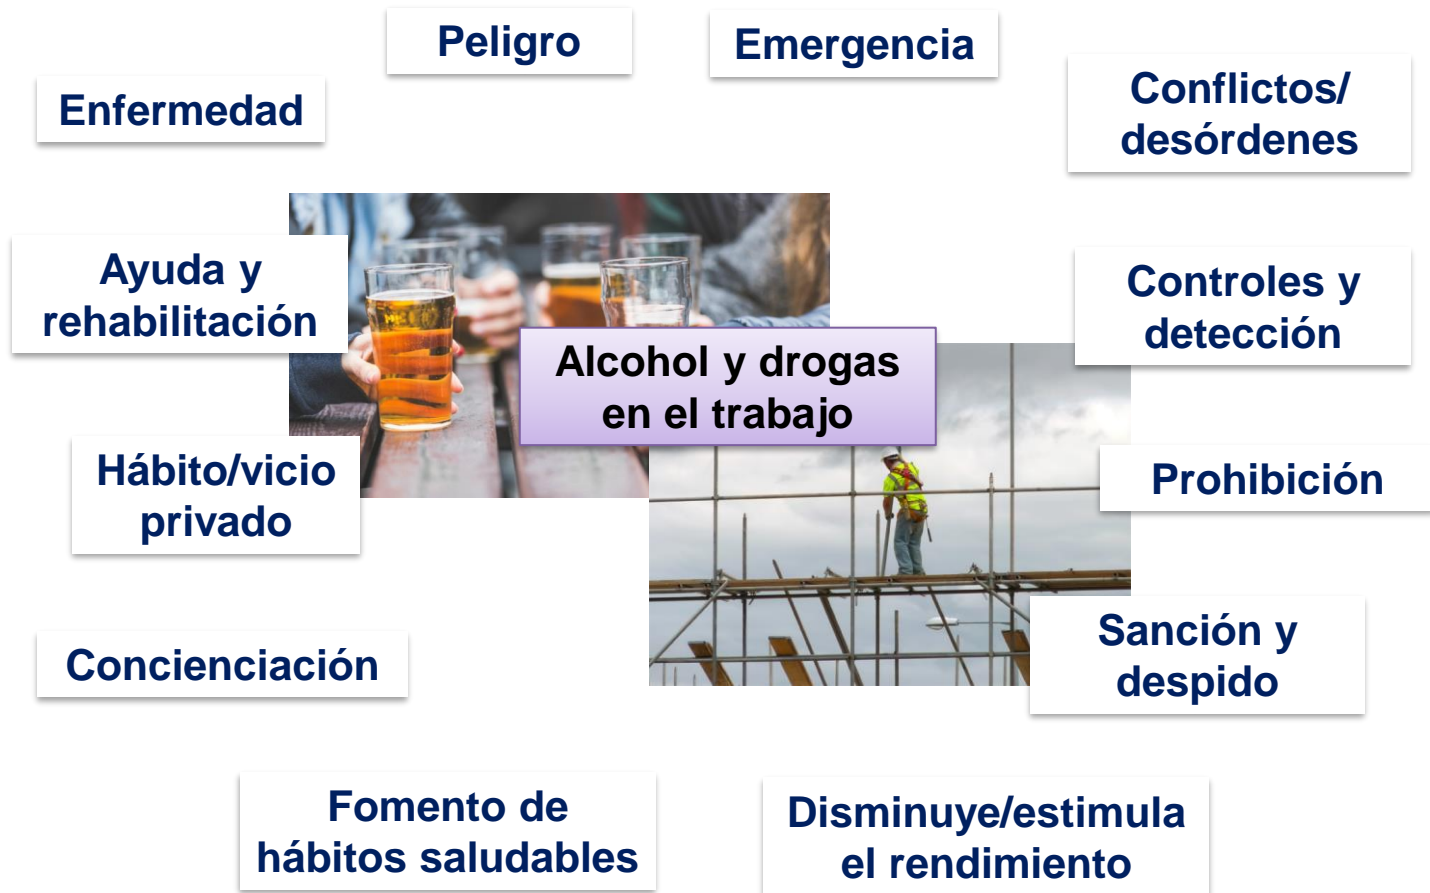 Peligro
Emergencia
Enfermedad
Conflictos/
desórdenes
Ayuda y
rehabilitación
Controles y
detección
Alcohol y drogas
en el trabajo
Hábito/vicio
privado
Prohibición
Concienciación
Sanción y
despido
Fomento de
hábitos saludables
Disminuye/estimula
el rendimiento